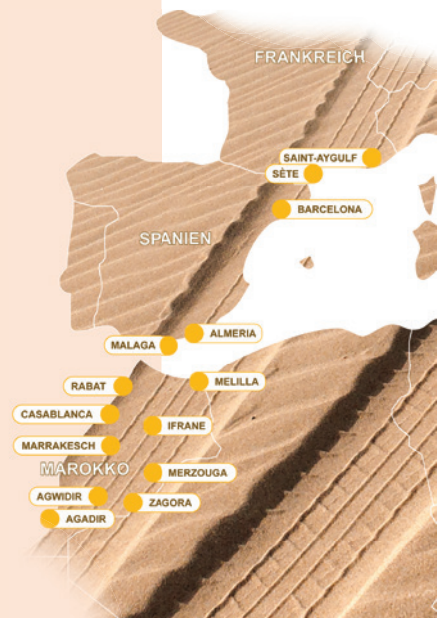 FRANKREICH
SAINT-AYGULF
SÈTE
BARCELONA
SPANIEN
ALMERIA
MALAGA
MELILLA
RABAT
CASABLANCA
IFRANE
MARRAKESCH
MAROKKO
MERZOUGA
AGWIDIR
ZAGORA
AGADIR